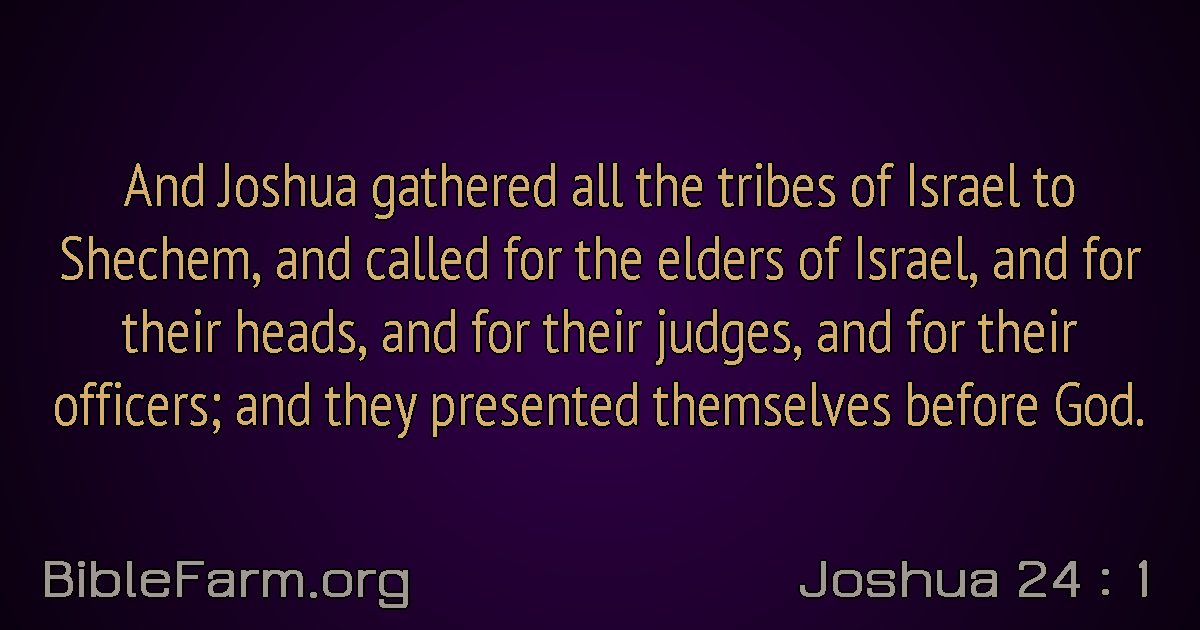 And Joshua gathered all the tribes of Israel to
Shechem, and called for the elders of Israel, and for
their heads, and for their judges, and for their
officers; and they presented themselves before God.
BibleFarm.org
Joshua 24 : 1